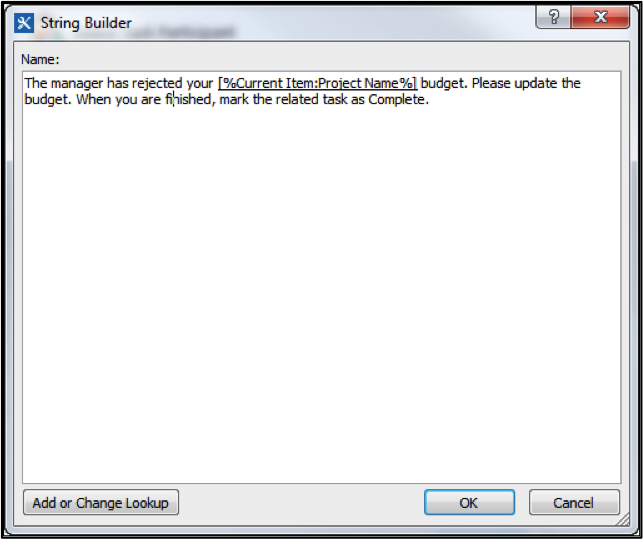 String Builder
Name:
The manager has rejected your [%Current Item:Project Name%] budget. Please update the
budget. When you are finished, mark the related task as Complete.
Add or Change Lookup
OK
Cancel